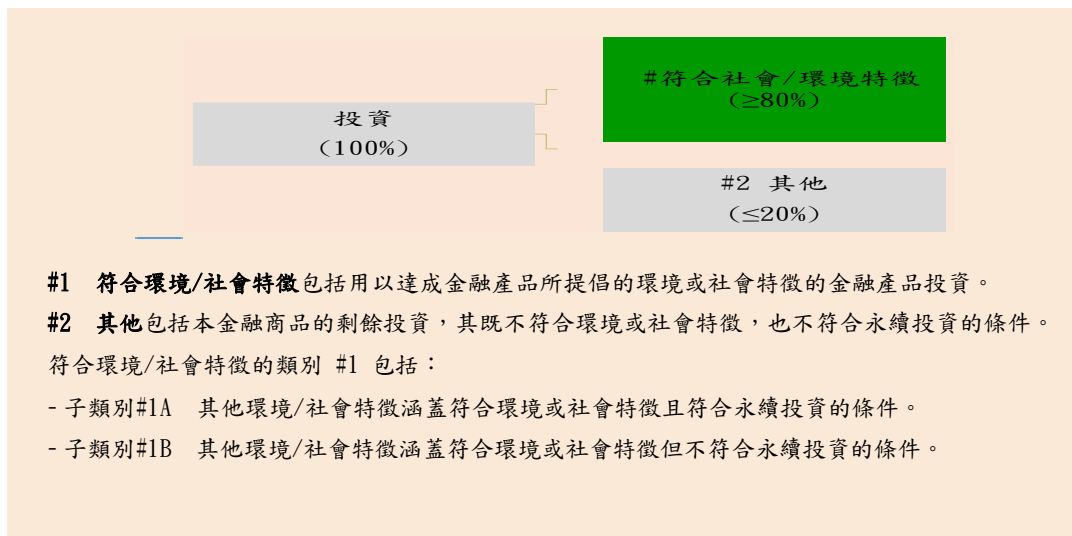 #符合社會/環境特徵
(≥80%)
投資
(100%)
#2 其他
(≤20%)
#1 符合環境/社會特徵包括用以達成金融產品所提倡的環境或社會特徵的金融產品投資。
#2 其他包括本金融商品的剩餘投資，其既不符合環境或社會特徵，也不符合永續投資的條件。
符合環境/社會特徵的類別 #1 包括：
- 子類別#1A 其他環境/社會特徵涵蓋符合環境或社會特徵且符合永續投資的條件。
- 子類別#1B 其他環境/社會特徵涵蓋符合環境或社會特徵但不符合永續投資的條件。